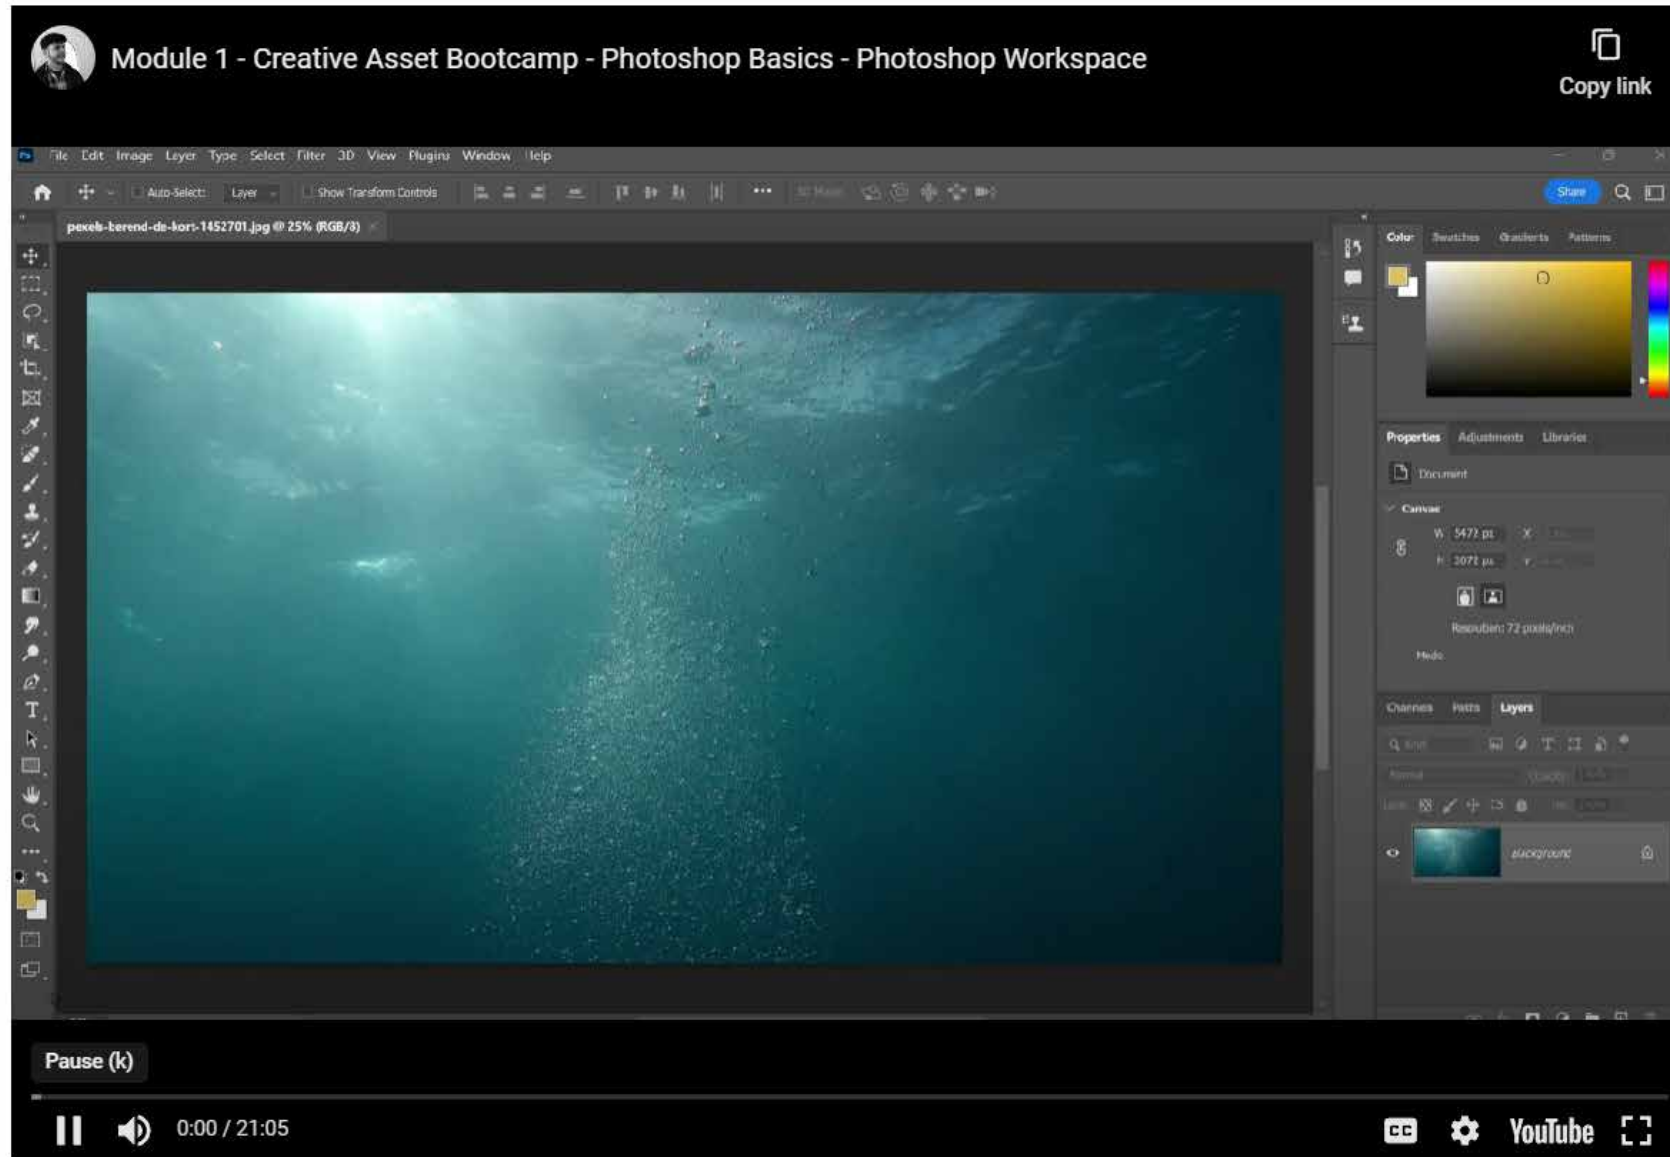 Module 1 - Creative Asset Bootcamp - Photoshop Basics - Photoshop Workspace
Copy link
Ps File Edit Image Layer Type Select Filter 3D View Plugins Window Help
Auto-Select: Layer Show Transform Controls ••• Share
pexels-berend-de-kort-1452701.jpg @ 25% (RGB/8) ×
Color Swatches Gradients Patterns
Properties Adjustments Libraries
Document
Canvas
W 5472 px X
H 3072 px Y
Resolution: 72 pixels/inch
Mode
Channels Paths Layers
Background
Pause (k)
0:00 / 21:05
CC YouTube